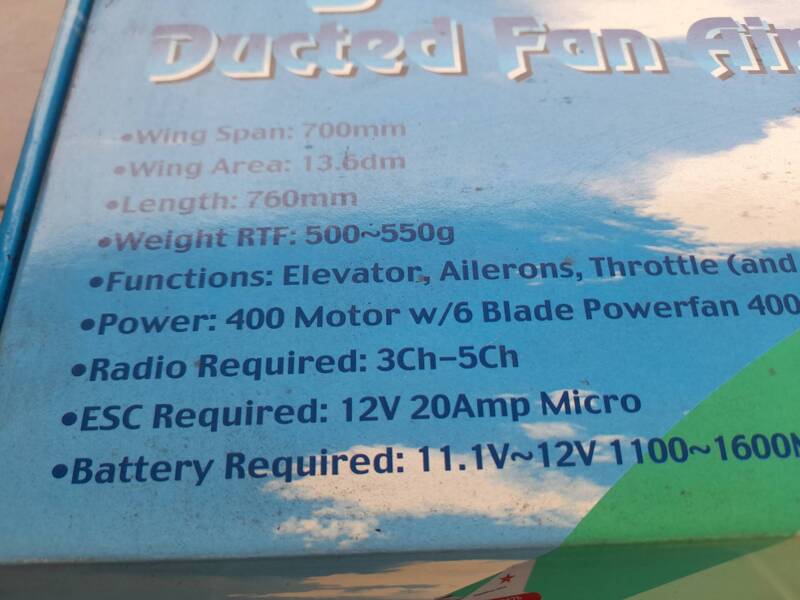 Ducted Fan Air
•Wing Span: 700mm
•Wing Area: 13.6dm
•Length: 760mm
•Weight RTF: 500~550g
•Functions: Elevator, Ailerons, Throttle (and
•Power: 400 Motor w/6 Blade Powerfan 400
•Radio Required: 3Ch-5Ch
•ESC Required: 12V 20Amp Micro
•Battery Required: 11.1V~12V 1100~1600